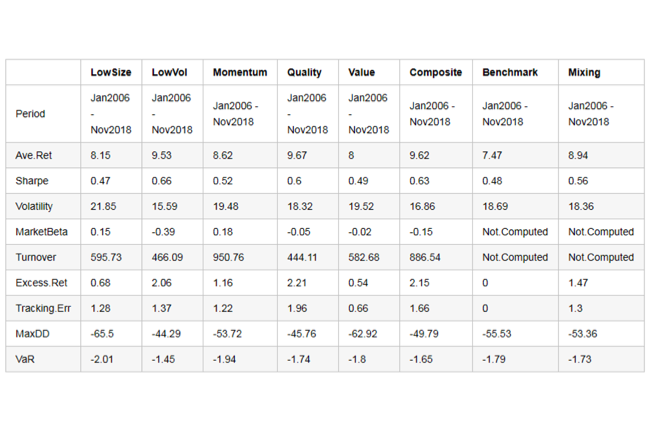 LowSize LowVol Momentum Quality Value Composite Benchmark Mixing
Period Jan2006 - Nov2018 Jan2006 - Nov2018 Jan2006 - Nov2018 Jan2006 - Nov2018 Jan2006 - Nov2018 Jan2006 - Nov2018 Jan2006 - Nov2018 Jan2006 - Nov2018
Ave.Ret 8.15 9.53 8.62 9.67 8 9.62 7.47 8.94
Sharpe 0.47 0.66 0.52 0.6 0.49 0.63 0.48 0.56
Volatility 21.85 15.59 19.48 18.32 19.52 16.86 18.69 18.36
MarketBeta 0.15 -0.39 0.18 -0.05 -0.02 -0.15 Not.Computed Not.Computed
Turnover 595.73 466.09 950.76 444.11 582.68 886.54 Not.Computed Not.Computed
Excess.Ret 0.68 2.06 1.16 2.21 0.54 2.15 0 1.47
Tracking.Err 1.28 1.37 1.22 1.96 0.66 1.66 0 1.3
MaxDD -65.5 -44.29 -53.72 -45.76 -62.92 -49.79 -55.53 -53.36
VaR -2.01 -1.45 -1.94 -1.74 -1.8 -1.65 -1.79 -1.73